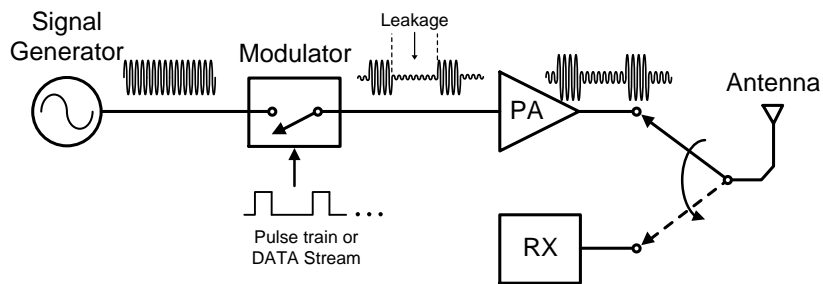 Signal
Generator
Modulator
Leakage
PA
Antenna
Pulse train or
DATA Stream
RX